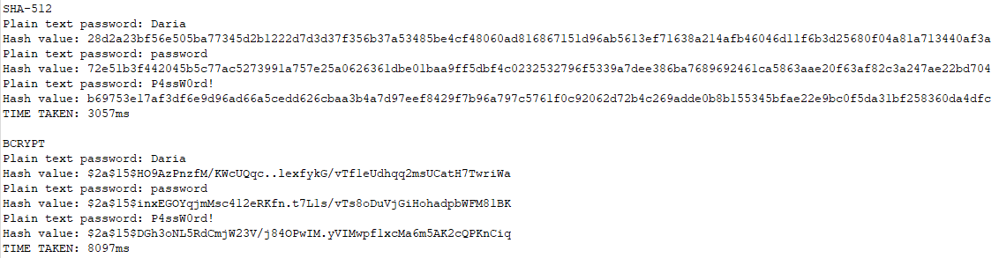 SHA-512
Plain text password: Daria
Hash value: 28d2a23bf56e505ba77345d2b1222d7d3d37f356b37a53485be4cf48060ad816867151d96ab5613ef71638a214afb46046d11f6b3d25680f04a81a713440af3a
Plain text password: password
Hash value: 72e51b3f442045b5c77ac5273991a757e25a0626361dbe01baa9ff5dbf4c0232532796f5339a7dee386ba7689692461ca5863aae20f63af82c3a247ae22bd704
Plain text password: P4ssW0rd!
Hash value: b69753e17af3df6e9d96ad66a5cedd626cbaa3b4a7d97eef8429f7b96a797c5761f0c92062d72b4c269adde0b8b155345bfae22e9bc0f5da31bf258360da4dfc
TIME TAKEN: 3057ms
BCRYPT
Plain text password: Daria
Hash value: $2a$15$HO9AzPnzfM/KWcUQqc..lexfykG/vTfleUdhqq2msUCatH7TwriWa
Plain text password: password
Hash value: $2a$15$inxEGOYqjmMsc412eRKfn.t7L1s/vTs8oDuVjGiHohadpbWFM81BK
Plain text password: P4ssW0rd!
Hash value: $2a$15$DGh3oNL5RdCmjW23V/j84OPwIM.yVIMwpflxcMa6m5AK2cQPKnCiq
TIME TAKEN: 8097ms